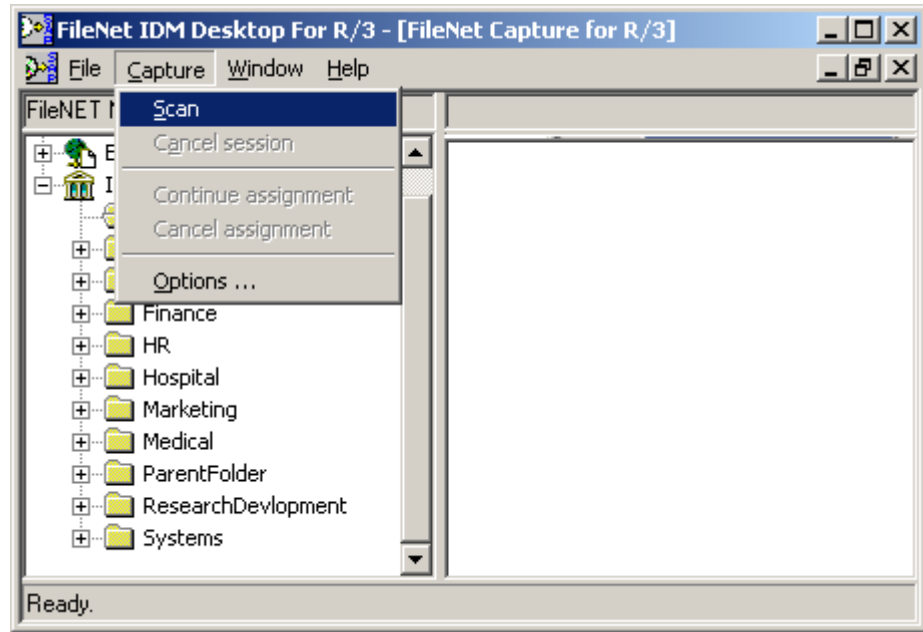 FileNet IDM Desktop For R/3 - [FileNet Capture for R/3]
File Capture Window Help
FileNET
Scan
Cancel session
Continue assignment
Cancel assignment
Options ...
Finance
HR
Hospital
Marketing
Medical
ParentFolder
ResearchDevlopment
Systems
Ready.